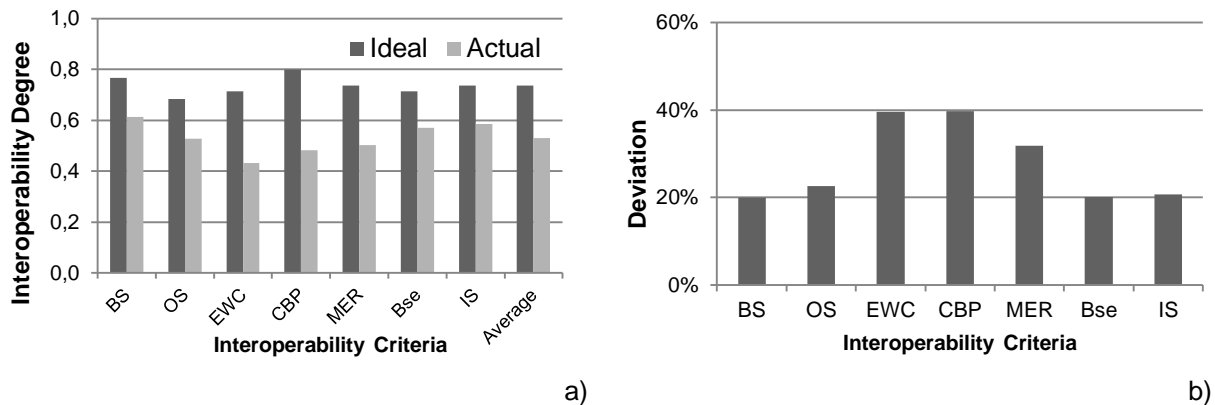 1,0
0,8
0,6
0,4
0,2
0,0
Interoperability Degree
Ideal
Actual
BS
OS
EWC
CBP
MER
Bse
IS
Average
Interoperability Criteria
a)
60%
40%
20%
0%
Deviation
BS
OS
EWC
CBP
MER
Bse
IS
Interoperability Criteria
b)